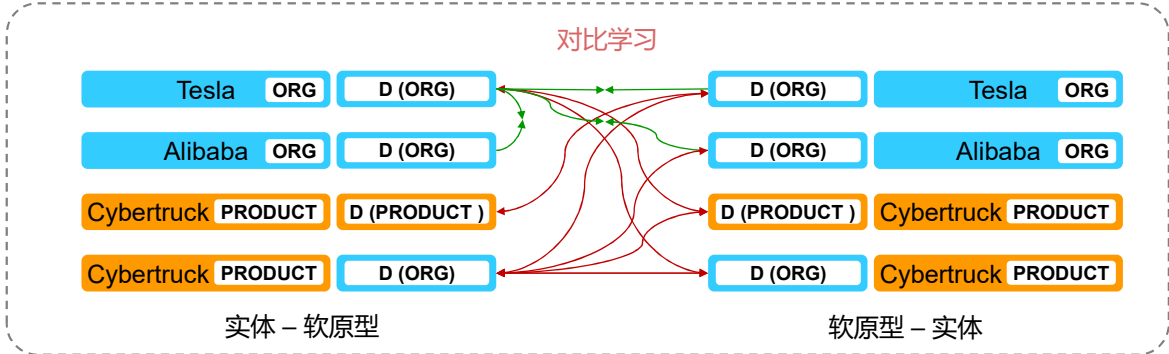 对比学习
Tesla ORG D (ORG) D (ORG) Tesla ORG
Alibaba ORG D (ORG) D (ORG) Alibaba ORG
Cybertruck PRODUCT D (PRODUCT ) D (PRODUCT ) Cybertruck PRODUCT
Cybertruck PRODUCT D (ORG) D (ORG) Cybertruck PRODUCT
实体 – 软原型 软原型 – 实体